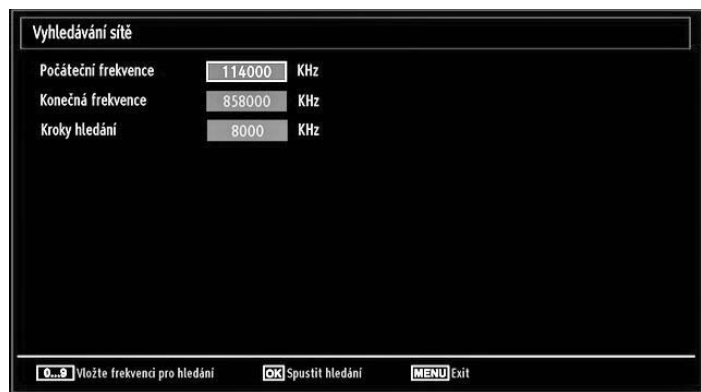 Vyhledávání sítě
Počáteční frekvence 114000 KHz
Konečná frekvence 858000 KHz
Kroky hledání 8000 KHz
0...9 Vložte frekvenci pro hledání OK Spustit hledání MENU Exit